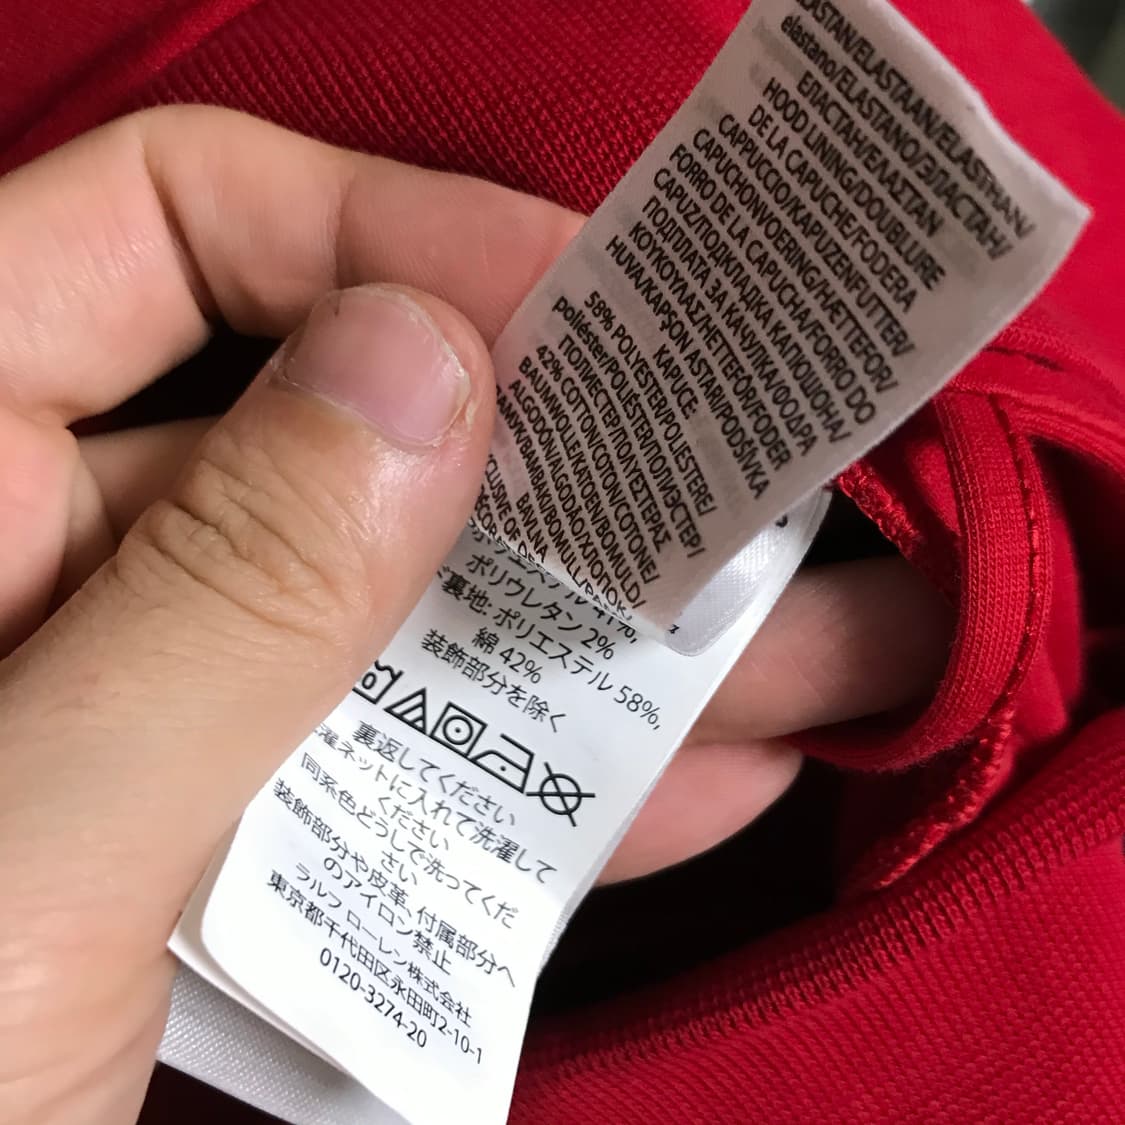 ELASTAN/ELASTAAN/ELASTRAN/
elastano/ELASTANO/ЭЛАСТАН/
ЕЛАСТАН/ΕΛΑΣΤΑΝ
HOOD LINING/DOUBLURE
DE LA CAPUCHE/FODERA
CAPPUCCIO/KAPUZENFUTTER/
CAPUCHONVOERING/HÆTTEFOR/
FORRO DE LA CAPUCHA/FORRO DO
CAPUZ/ПОДКЛАДКА КАПЮШОНА/
ПОДПЛАТА ЗА КАЧУЛКА/ΦΟΔΡΑ
ΚΟΥΚΟΥΛΑΣ/HETTEFÔR/FODER
HUVA/KAPŞON ASTARI/PODŠÍVKA
KAPUCE
58% POLYESTER/POLIESTERE/
poliéster/POLIÉSTER/ПОЛИЭСТЕР/
ПОЛИЕСТЕР/ΠΟΛΥΕΣΤΕΡΑΣ
42% COTTON/COTON/COTONE/
BAUMWOLLE/KATOEN/BOMULD/
ALGODÓN/ALGODÃO/ХЛОПОК/
BAVLNA
ポリウレタン 2%
裏地: ポリエステル 58%,
綿 42%
装飾部分を除く
裏返してください
濯ネットに入れて洗濯して
ください
同系色どうしで洗ってくだ
さい
装飾部分や皮革、付属部分へ
のアイロン禁止
ラルフ ローレン株式会社
東京都千代田区永田町2-10-1
0120-3274-20